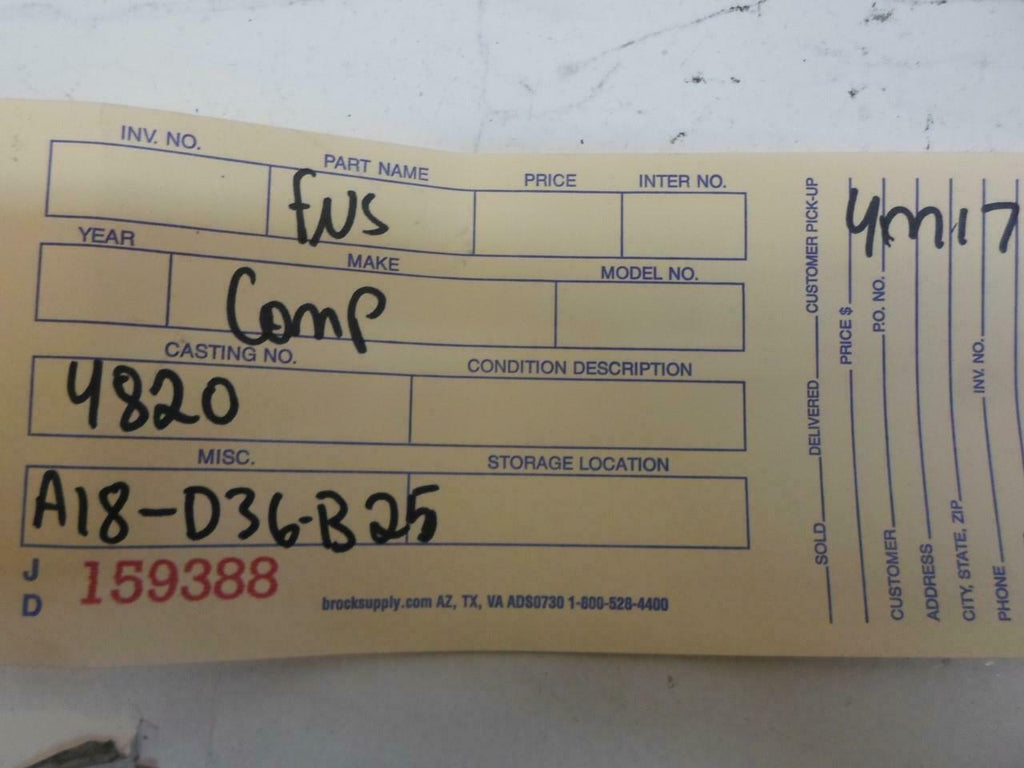 INV. NO. PART NAME PRICE INTER NO.
ENS
YEAR MAKE MODEL NO.
Comp
CASTING NO. CONDITION DESCRIPTION
4820
MISC. STORAGE LOCATION
A18-D36-B25
J D 159388
brocksupply.com AZ, TX, VA ADS0730 1-800-528-4400
SOLD DELIVERED CUSTOMER PICK-UP
PRICE $
CUSTOMER P.O. NO.
ADDRESS
CITY, STATE, ZIP
PHONE INV. NO.